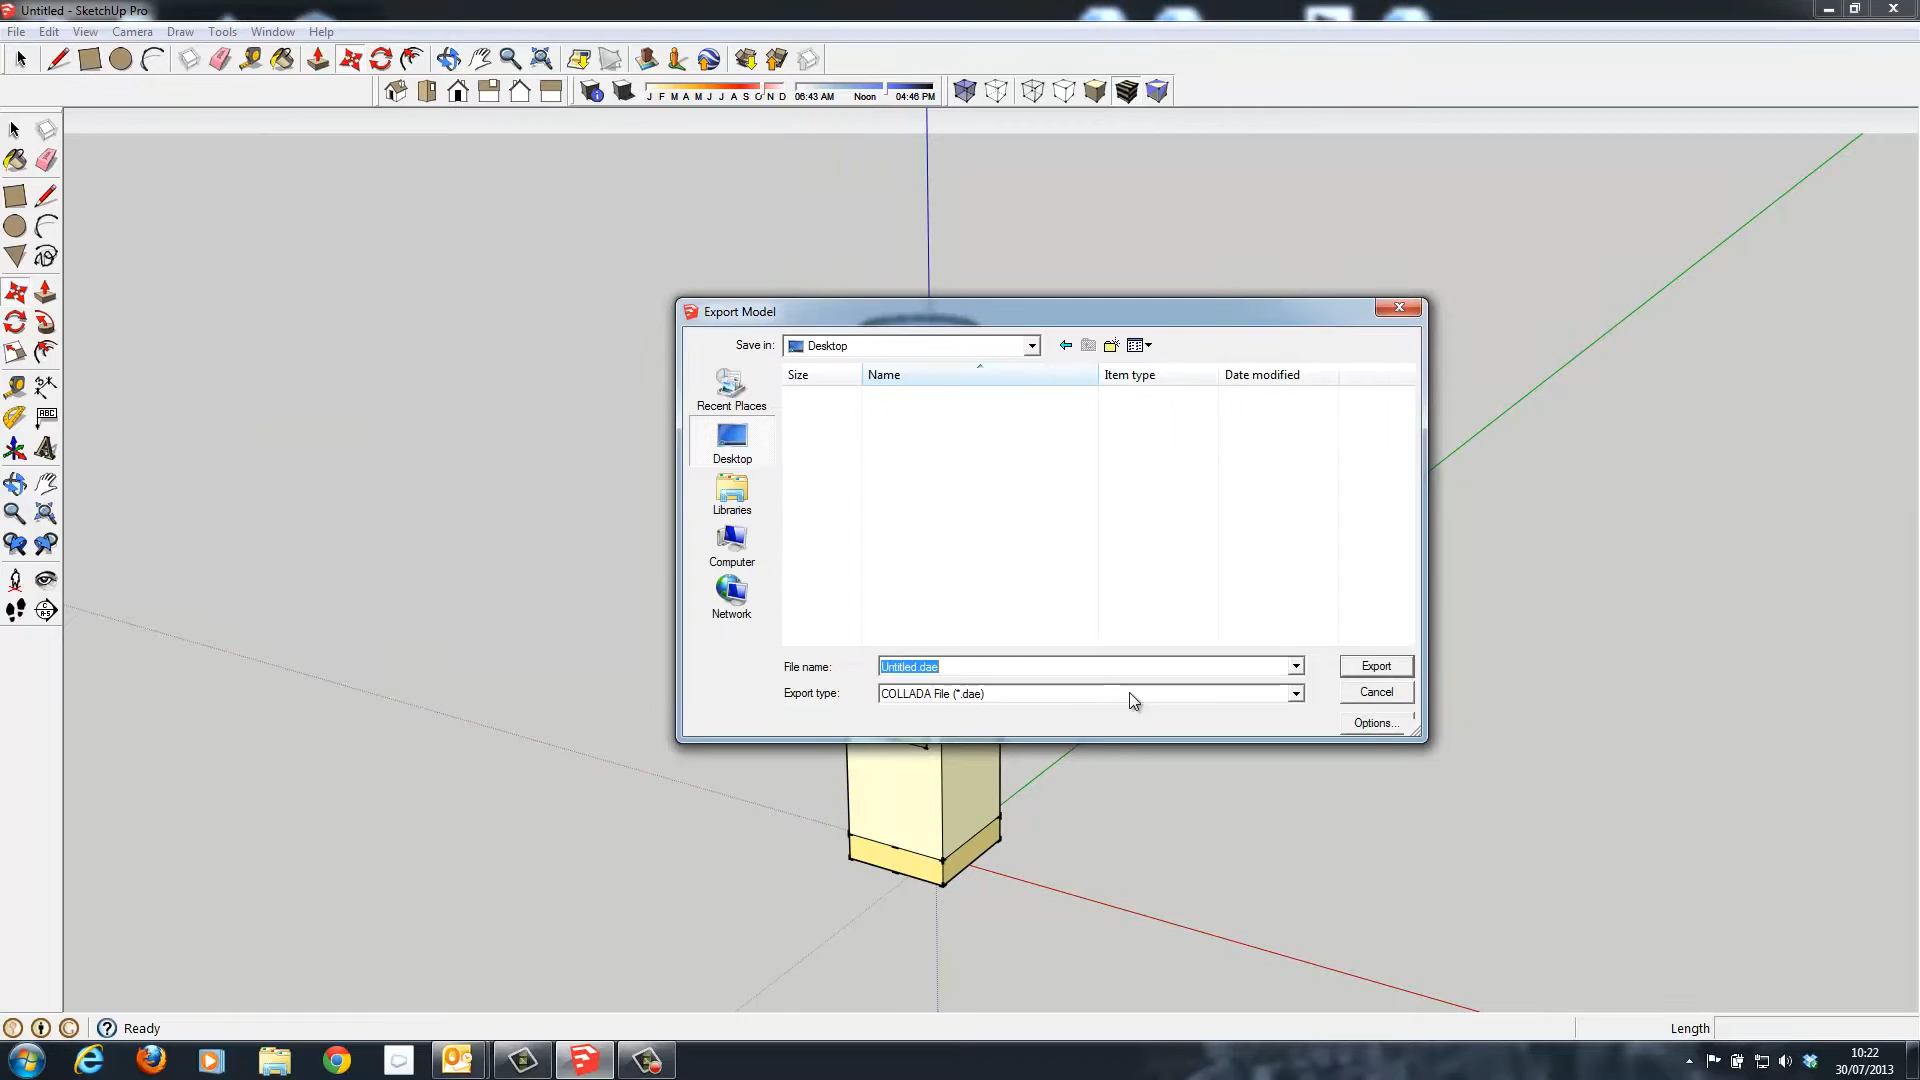 Untitled - SketchUp Pro
File Edit View Camera Draw Tools Window Help
J F M A M J J A S O N D 06:43 AM Noon 04:46 PM
ABC
Export Model
Save in: Desktop
Size Name Item type Date modified
Recent Places
Desktop
Libraries
Computer
Network
File name: Untitled.dae Export
Export type: COLLADA File (*.dae) Cancel
Options...
Ready Length
10:22
30/07/2013